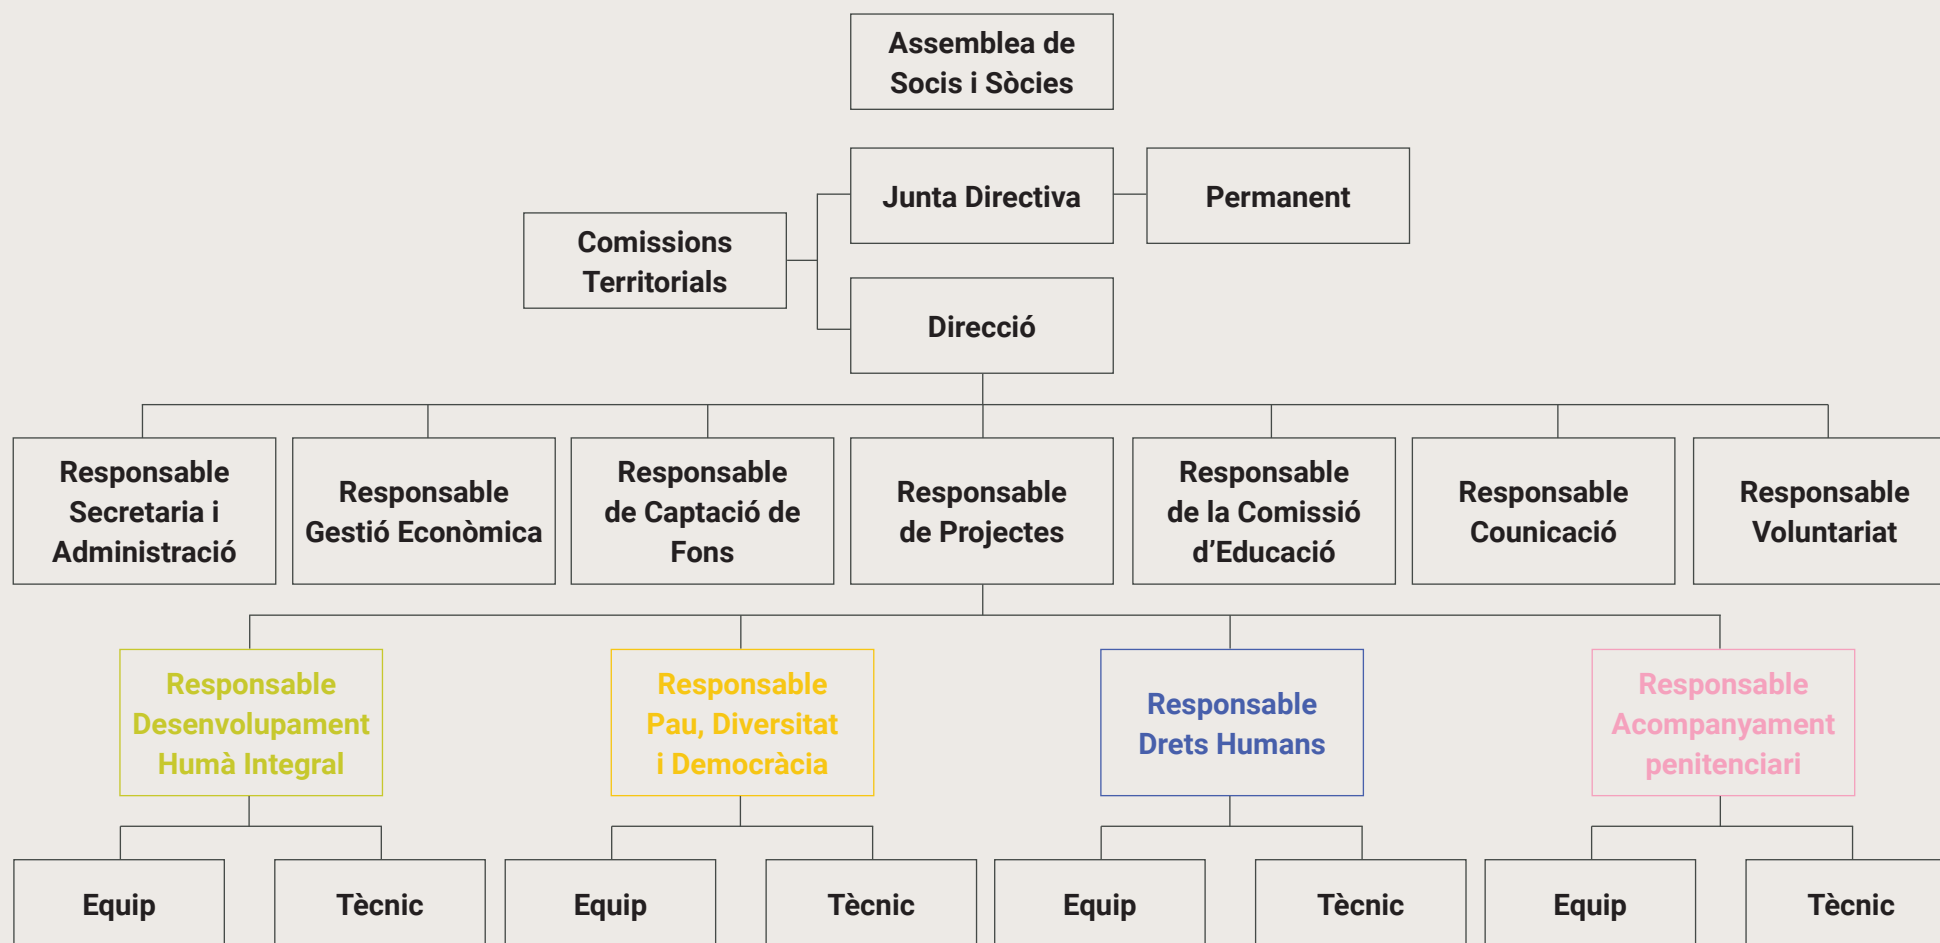 Assemblea de
Socis i Sòcies
Junta Directiva
Permanent
Comissions
Territorials
Direcció
Responsable
Secretaria i
Administració
Responsable
Gestió Econòmica
Responsable
de Captació de
Fons
Responsable
de Projectes
Responsable
de la Comissió
d’Educació
Responsable
Counicació
Responsable
Voluntariat
Responsable
Desenvolupament
Humà Integral
Responsable
Pau, Diversitat
i Democràcia
Responsable
Drets Humans
Responsable
Acompanyament
penitenciari
Equip
Tècnic
Equip
Tècnic
Equip
Tècnic
Equip
Tècnic